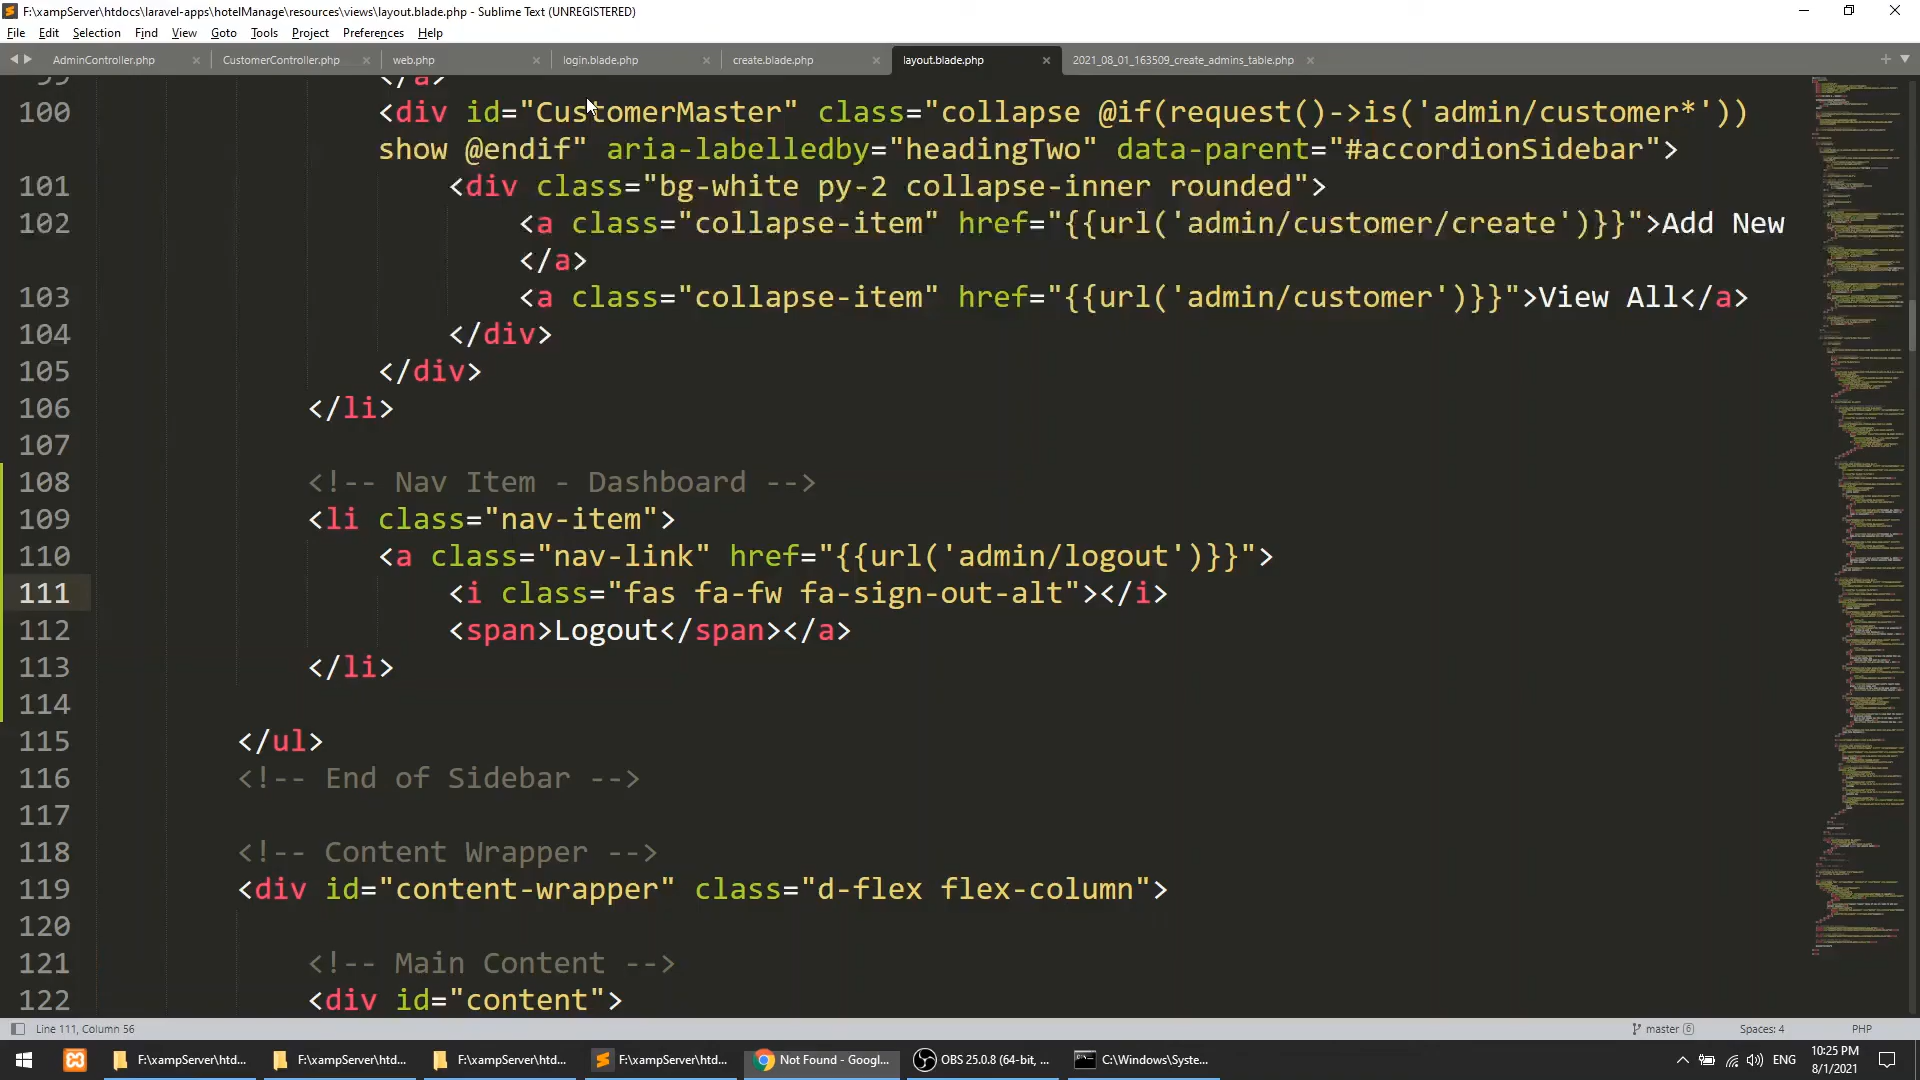 F:\xampServer\htdocs\laravel-apps\hotelManage\resources\views\layout.blade.php - Sublime Text (UNREGISTERED)
File Edit Selection Find View Goto Tools Project Preferences Help
AdminController.php CustomerController.php web.php login.blade.php create.blade.php layout.blade.php 2021_08_01_163509_create_admins_table.php
99 </a>
100 <div id="CustomerMaster" class="collapse @if(request()->is('admin/customer*'))
show @endif" aria-labelledby="headingTwo" data-parent="#accordionSidebar">
101 <div class="bg-white py-2 collapse-inner rounded">
102 <a class="collapse-item" href="{{url('admin/customer/create')}}">Add New
</a>
103 <a class="collapse-item" href="{{url('admin/customer')}}">View All</a>
104 </div>
105 </div>
106 </li>
107
108 <!-- Nav Item - Dashboard -->
109 <li class="nav-item">
110 <a class="nav-link" href="{{url('admin/logout')}}">
111 <i class="fas fa-fw fa-sign-out-alt"></i>
112 <span>Logout</span></a>
113 </li>
114
115 </ul>
116 <!-- End of Sidebar -->
117
118 <!-- Content Wrapper -->
119 <div id="content-wrapper" class="d-flex flex-column">
120
121 <!-- Main Content -->
122 <div id="content">
Line 111, Column 56 master 6 Spaces: 4 PHP
F:\xampServer\htd... F:\xampServer\htd... F:\xampServer\htd... F:\xampServer\htd... Not Found - Googl... OBS 25.0.8 (64-bit, ... C:\Windows\Syste... ENG 10:25 PM
8/1/2021